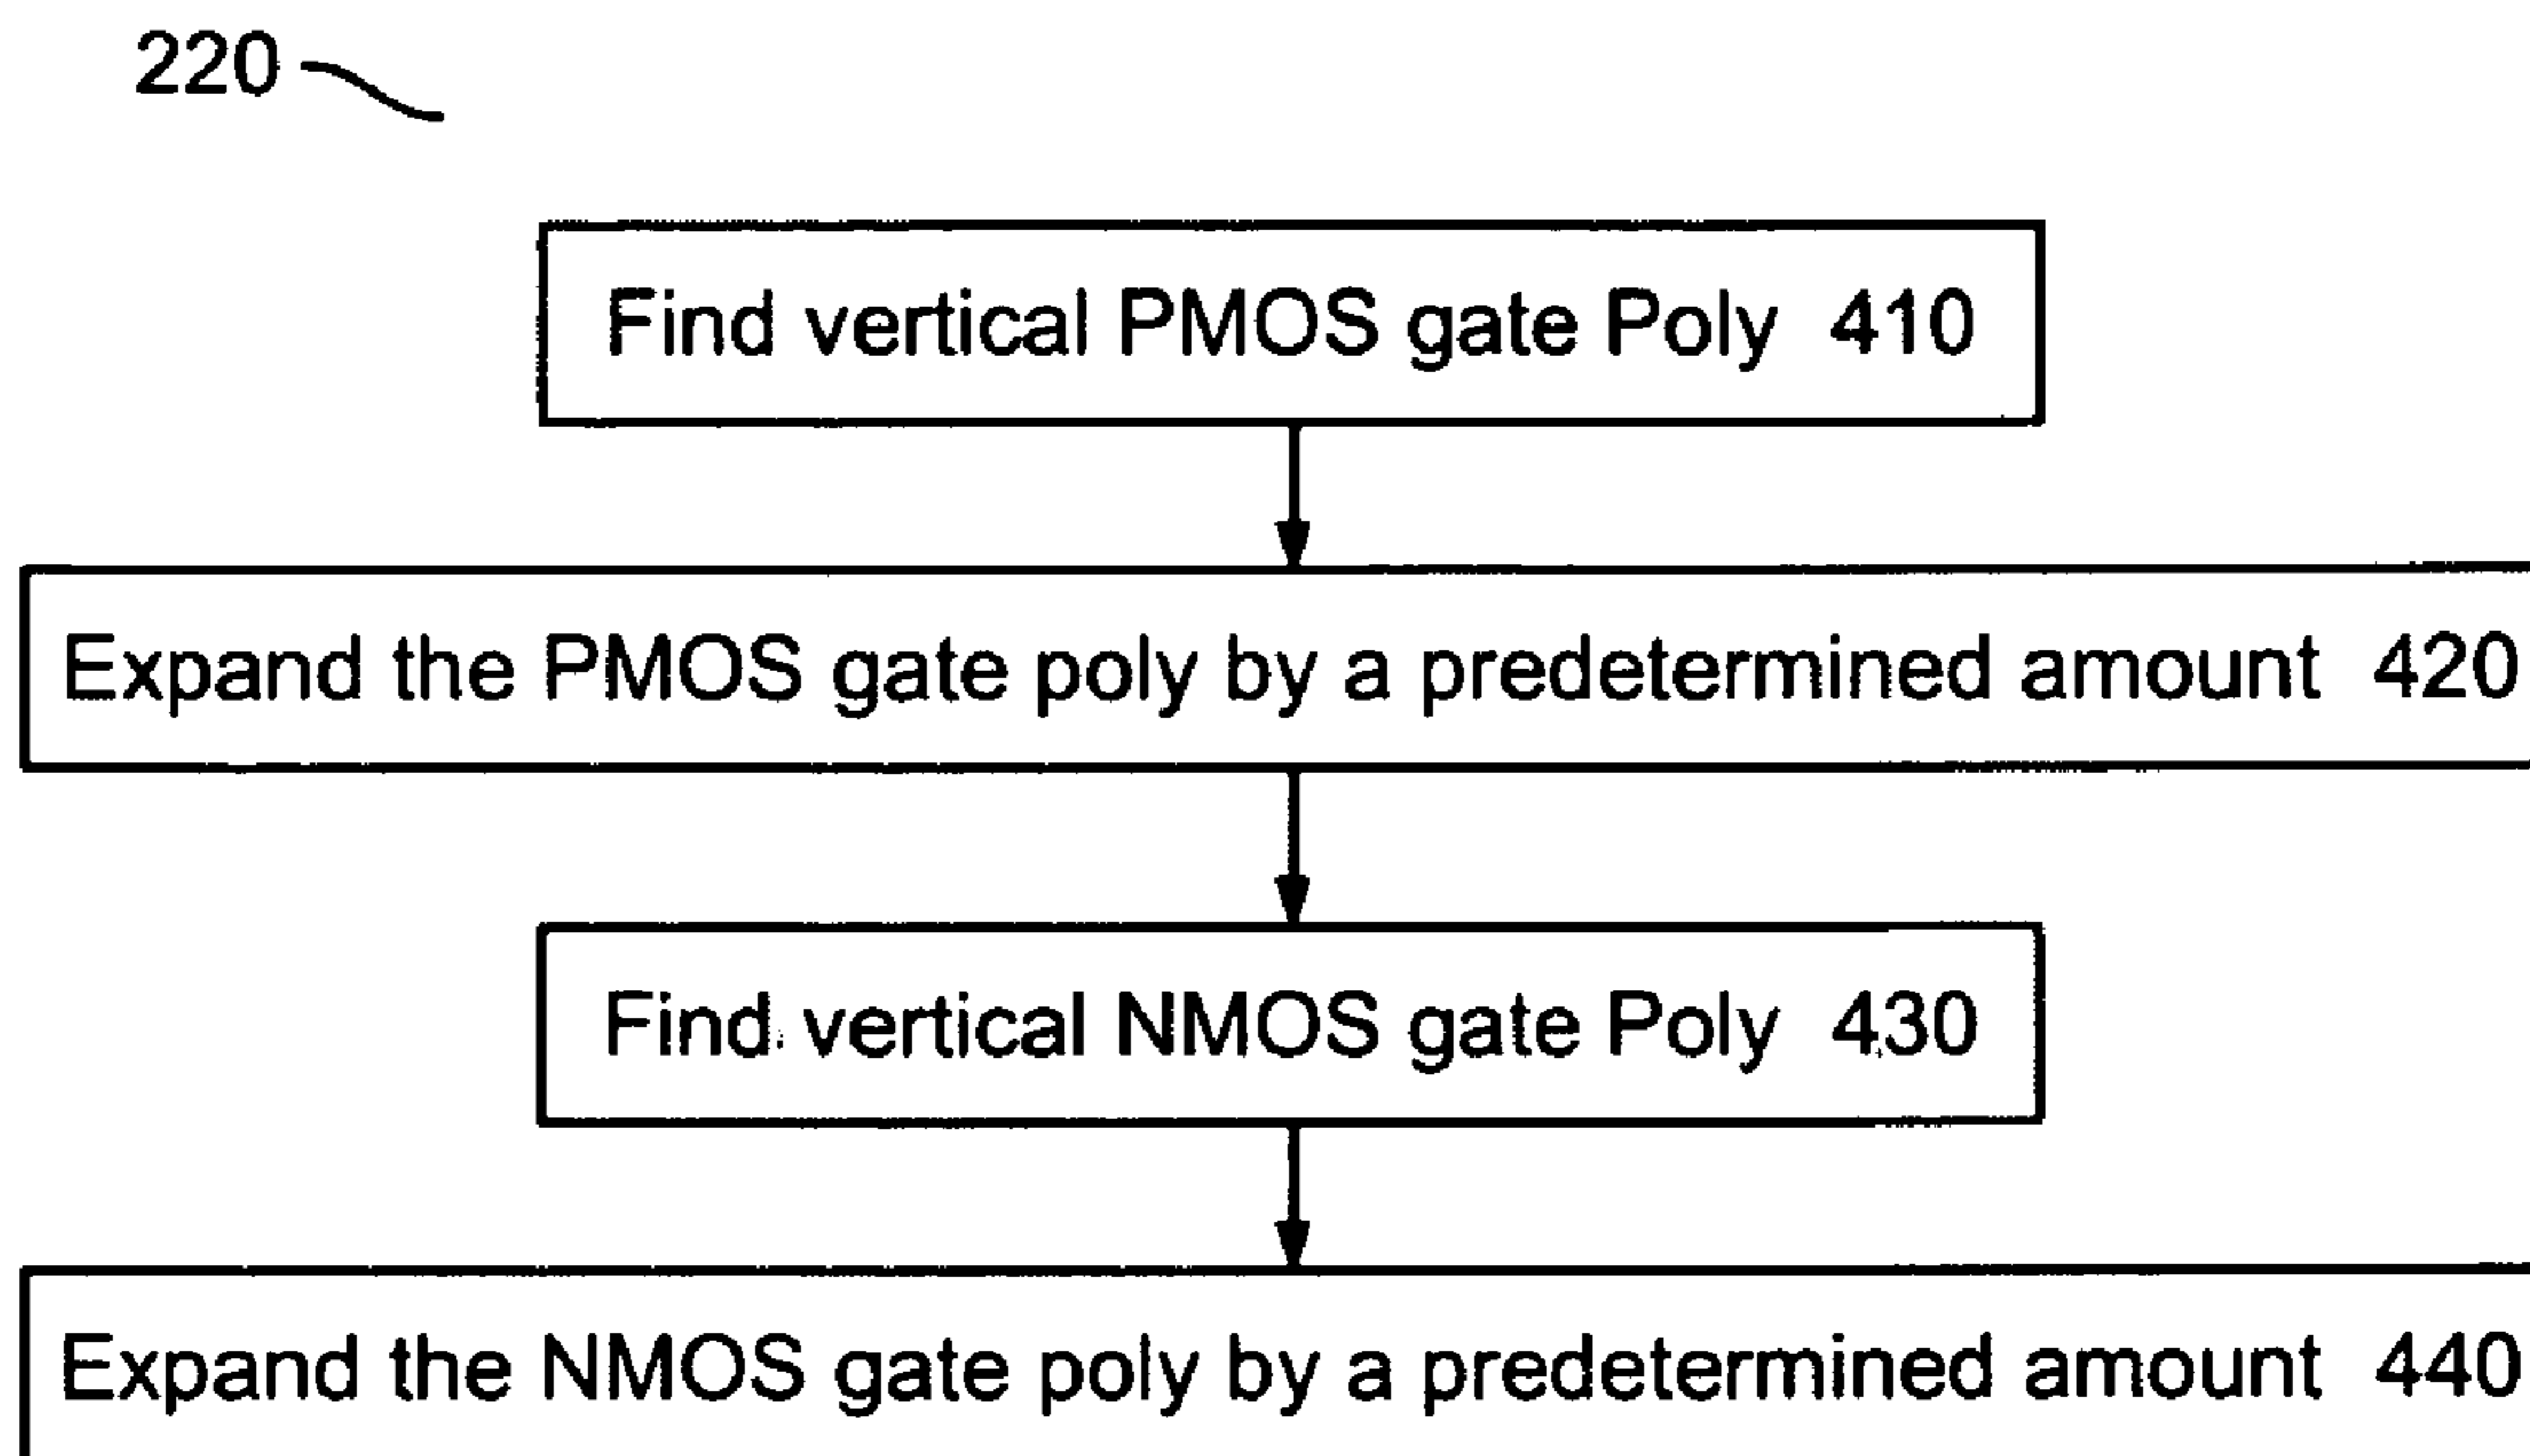 220
Find vertical PMOS gate Poly 410
Expand the PMOS gate poly by a predetermined amount 420
Find vertical NMOS gate Poly 430
Expand the NMOS gate poly by a predetermined amount 440